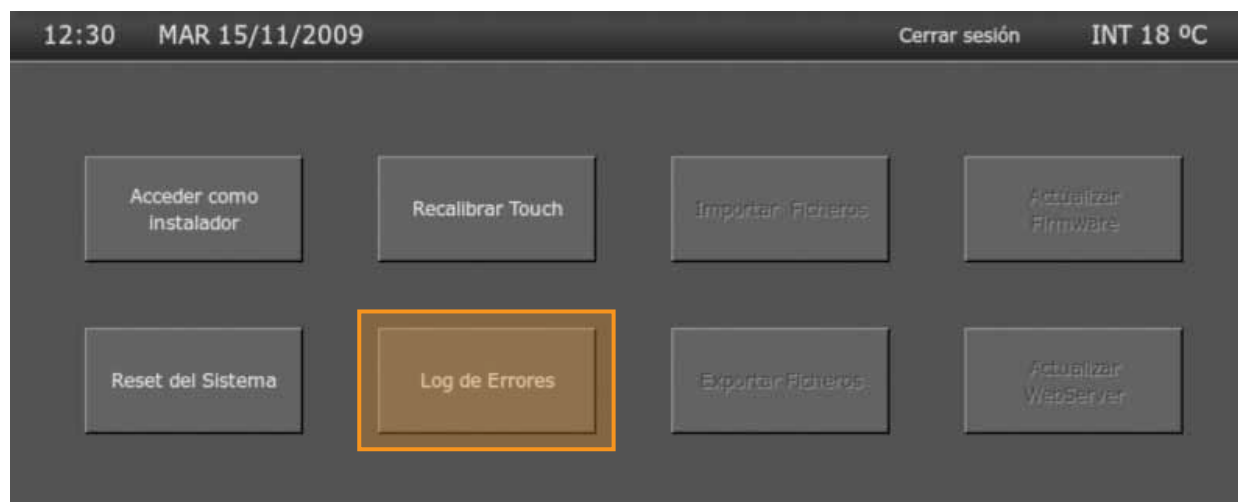 12:30 MAR 15/11/2009 Cerrar sesión INT 18 ºC
Acceder como
instalador
Recalibrar Touch
Importar Ficheros
Actualizar
Firmware
Reset del Sistema
Log de Errores
Exportar Ficheros
Actualizar
WebServer